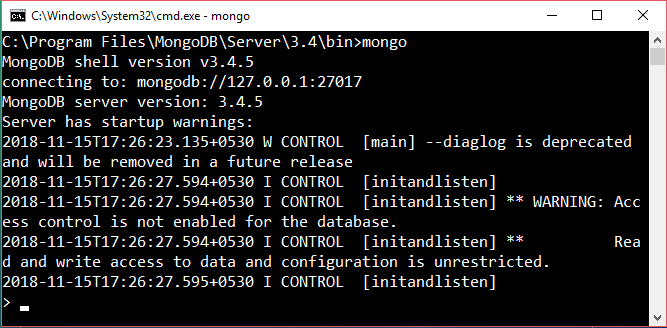 C:\Windows\System32\cmd.exe - mongo
C:\Program Files\MongoDB\Server\3.4\bin>mongo
MongoDB shell version v3.4.5
connecting to: mongodb://127.0.0.1:27017
MongoDB server version: 3.4.5
Server has startup warnings:
2018-11-15T17:26:23.135+0530 W CONTROL  [main] --diaglog is deprecated
and will be removed in a future release
2018-11-15T17:26:27.594+0530 I CONTROL  [initandlisten]
2018-11-15T17:26:27.594+0530 I CONTROL  [initandlisten] ** WARNING: Acc
ess control is not enabled for the database.
2018-11-15T17:26:27.594+0530 I CONTROL  [initandlisten] **          Rea
d and write access to data and configuration is unrestricted.
2018-11-15T17:26:27.595+0530 I CONTROL  [initandlisten]
> _